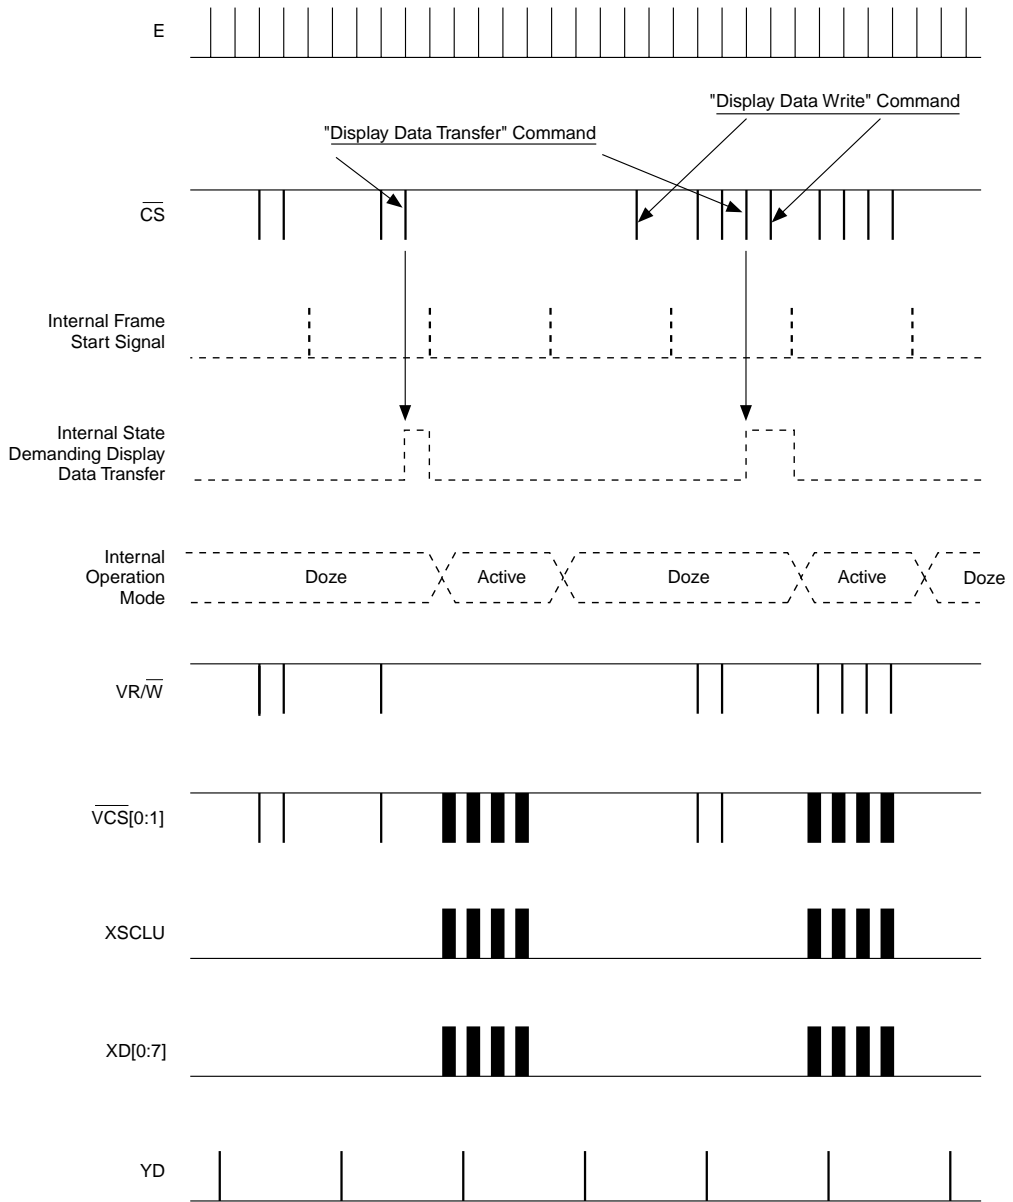 E
"Display Data Write" Command
"Display Data Transfer" Command
CS
Internal Frame
Start Signal
Internal State
Demanding Display
Data Transfer
Internal
Operation
Mode
Doze Active Doze Active Doze
VR/W
VCS[0:1]
XSCLU
XD[0:7]
YD